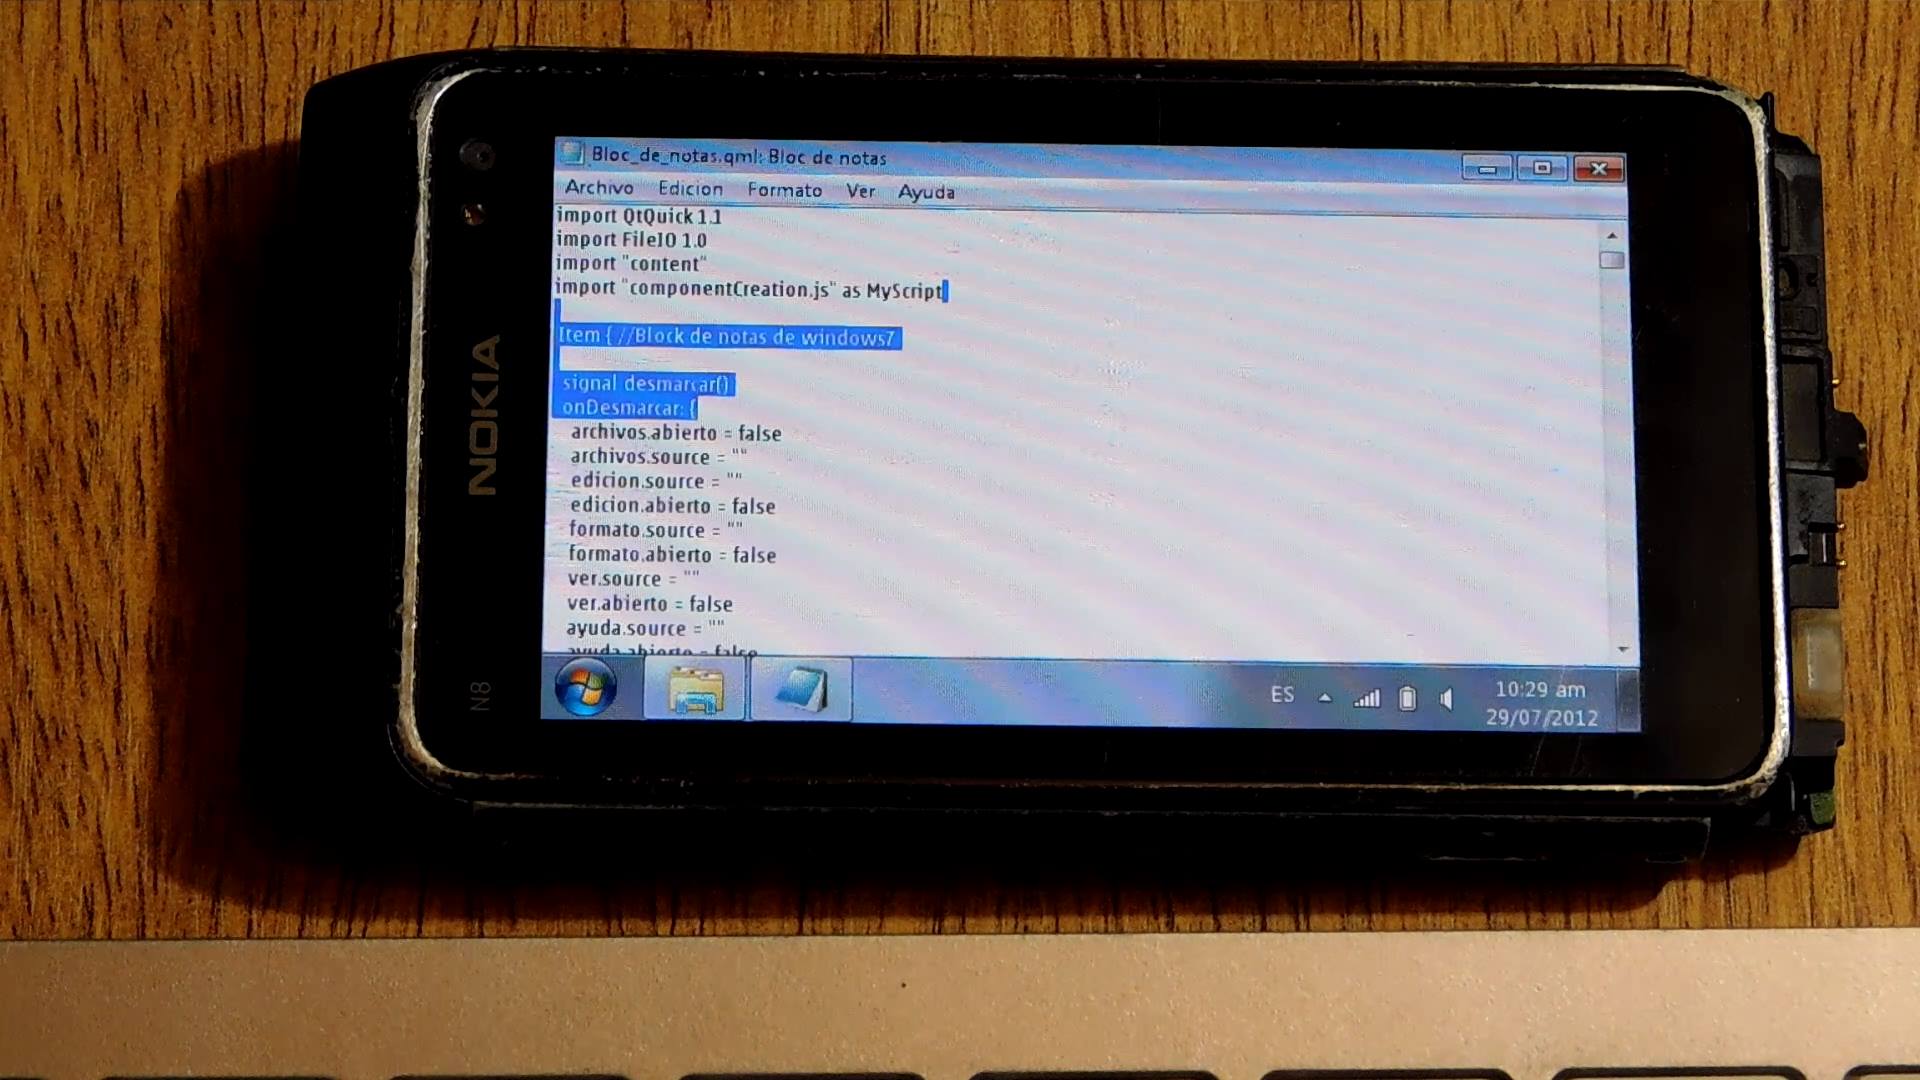 Bloc_de_notas.qml: Bloc de notas
Archivo Edicion Formato Ver Ayuda
import QtQuick 1.1
import FileIO 1.0
import "content"
import "componentCreation.js" as MyScript
Item { //Block de notas de windows7
signal desmarcar()
onDesmarcar: {
archivos.abierto = false
archivos.source = ""
edicion.source = ""
edicion.abierto = false
formato.source = ""
formato.abierto = false
ver.source = ""
ver.abierto = false
ayuda.source = ""
ayuda.abierto = false
ES
10:29 am
29/07/2012
NOKIA
N8